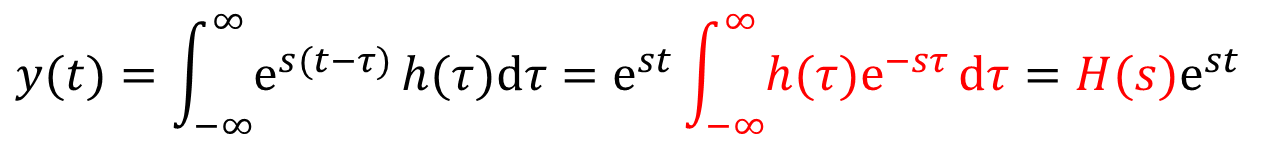 y(t) = ∫_{−∞}^{∞} e^{s(t−τ)} h(τ)dτ = e^{st} ∫_{−∞}^{∞} h(τ)e^{−sτ} dτ = H(s)e^{st}